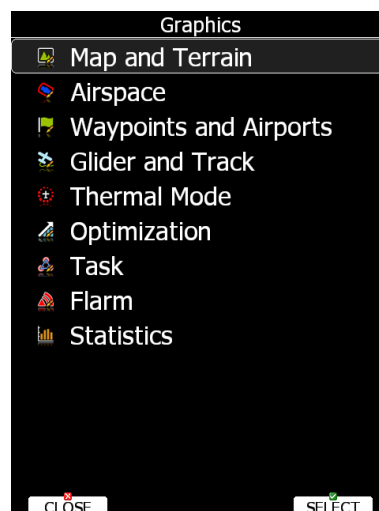 Graphics
Map and Terrain
Airspace
Waypoints and Airports
Glider and Track
Thermal Mode
Optimization
Task
Flarm
Statistics
CLOSE SELECT